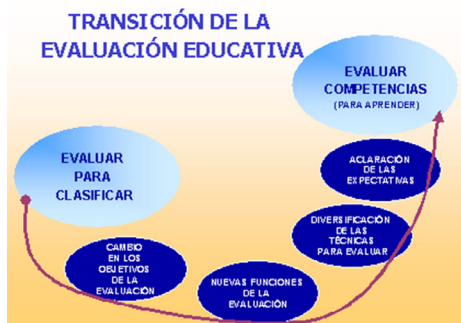 TRANSICIÓN DE LA
EVALUACIÓN EDUCATIVA
EVALUAR
COMPETENCIAS
(PARA APRENDER)
EVALUAR
PARA
CLASIFICAR
ACLARACIÓN
DE LAS
EXPECTATIVAS
DIVERSIFICACIÓN
DE LAS
TÉCNICAS
PARA EVALUAR
CAMBIO
EN LOS
OBJETIVOS
DE LA
EVALUACIÓN
NUEVAS FUNCIONES
DE LA
EVALUACIÓN